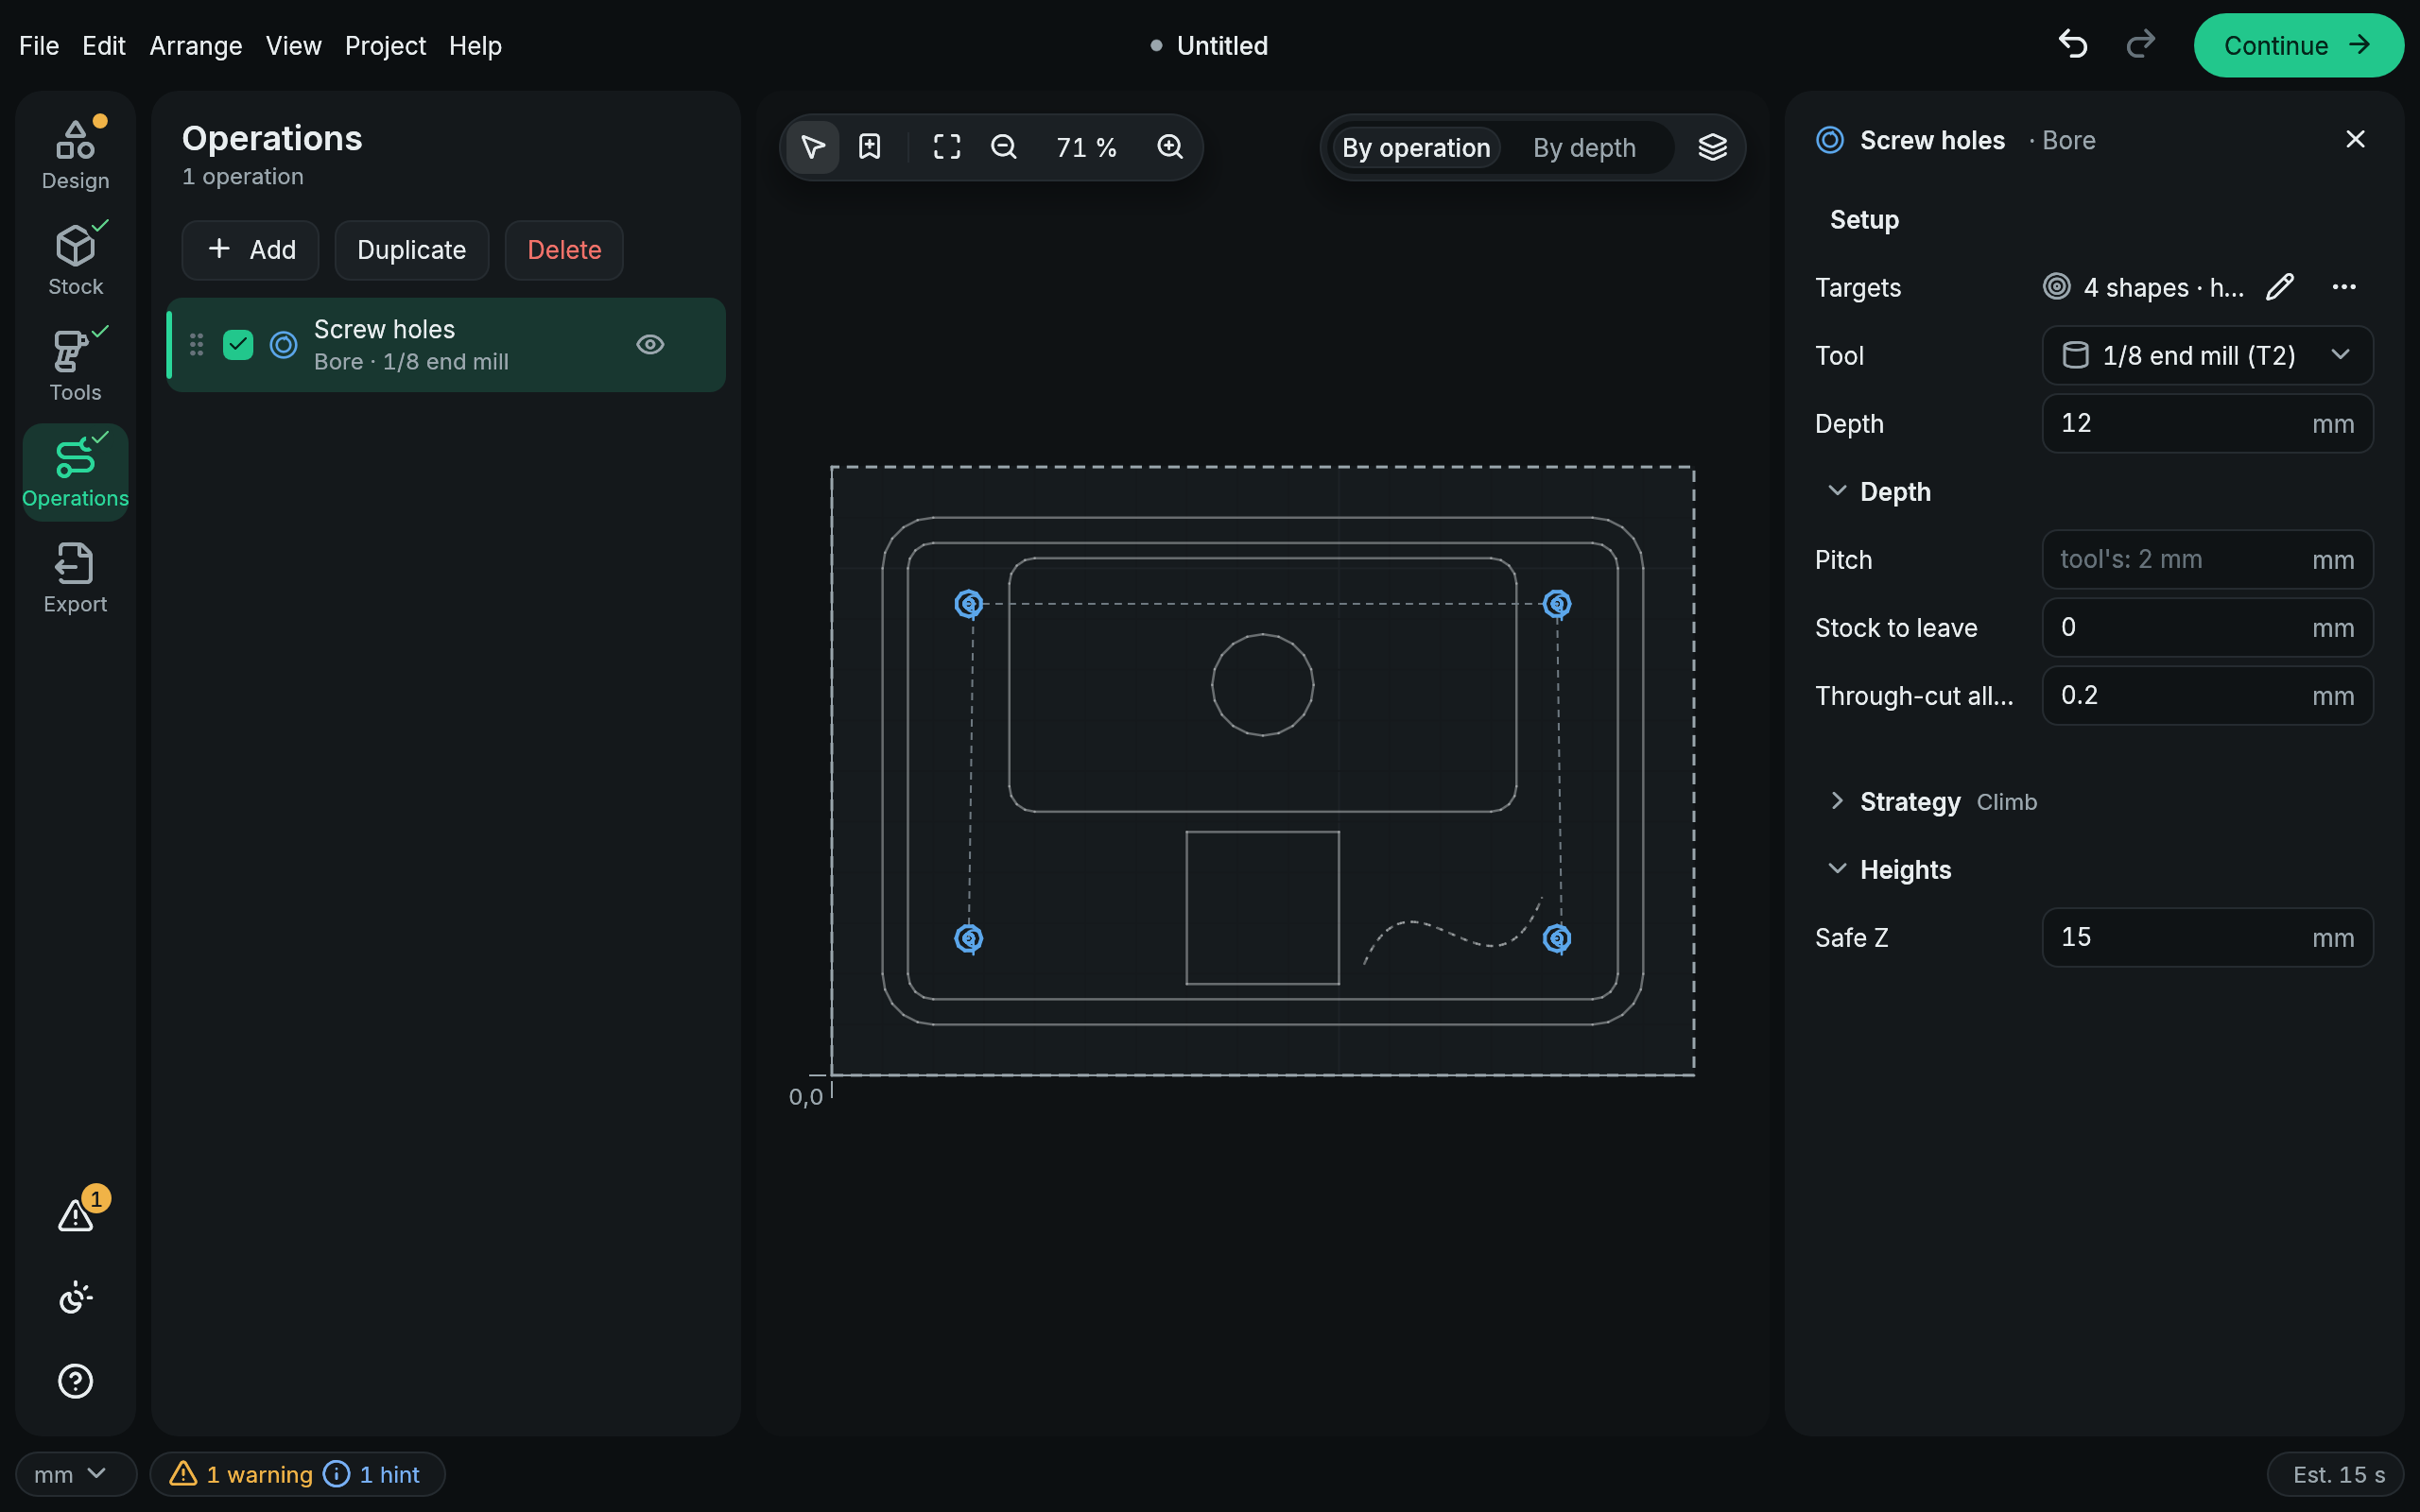 File Edit Arrange View Project Help
Untitled
Continue
Design
Stock
Tools
Operations
Export
1
Operations
1 operation
Add Duplicate Delete
Screw holes
Bore · 1/8 end mill
71 %
By operation By depth
0,0
Screw holes · Bore
Setup
Targets 4 shapes · h...
Tool 1/8 end mill (T2)
Depth 12 mm
Depth
Pitch tool's: 2 mm mm
Stock to leave 0 mm
Through-cut all... 0.2 mm
Strategy Climb
Heights
Safe Z 15 mm
mm
1 warning 1 hint
Est. 15 s